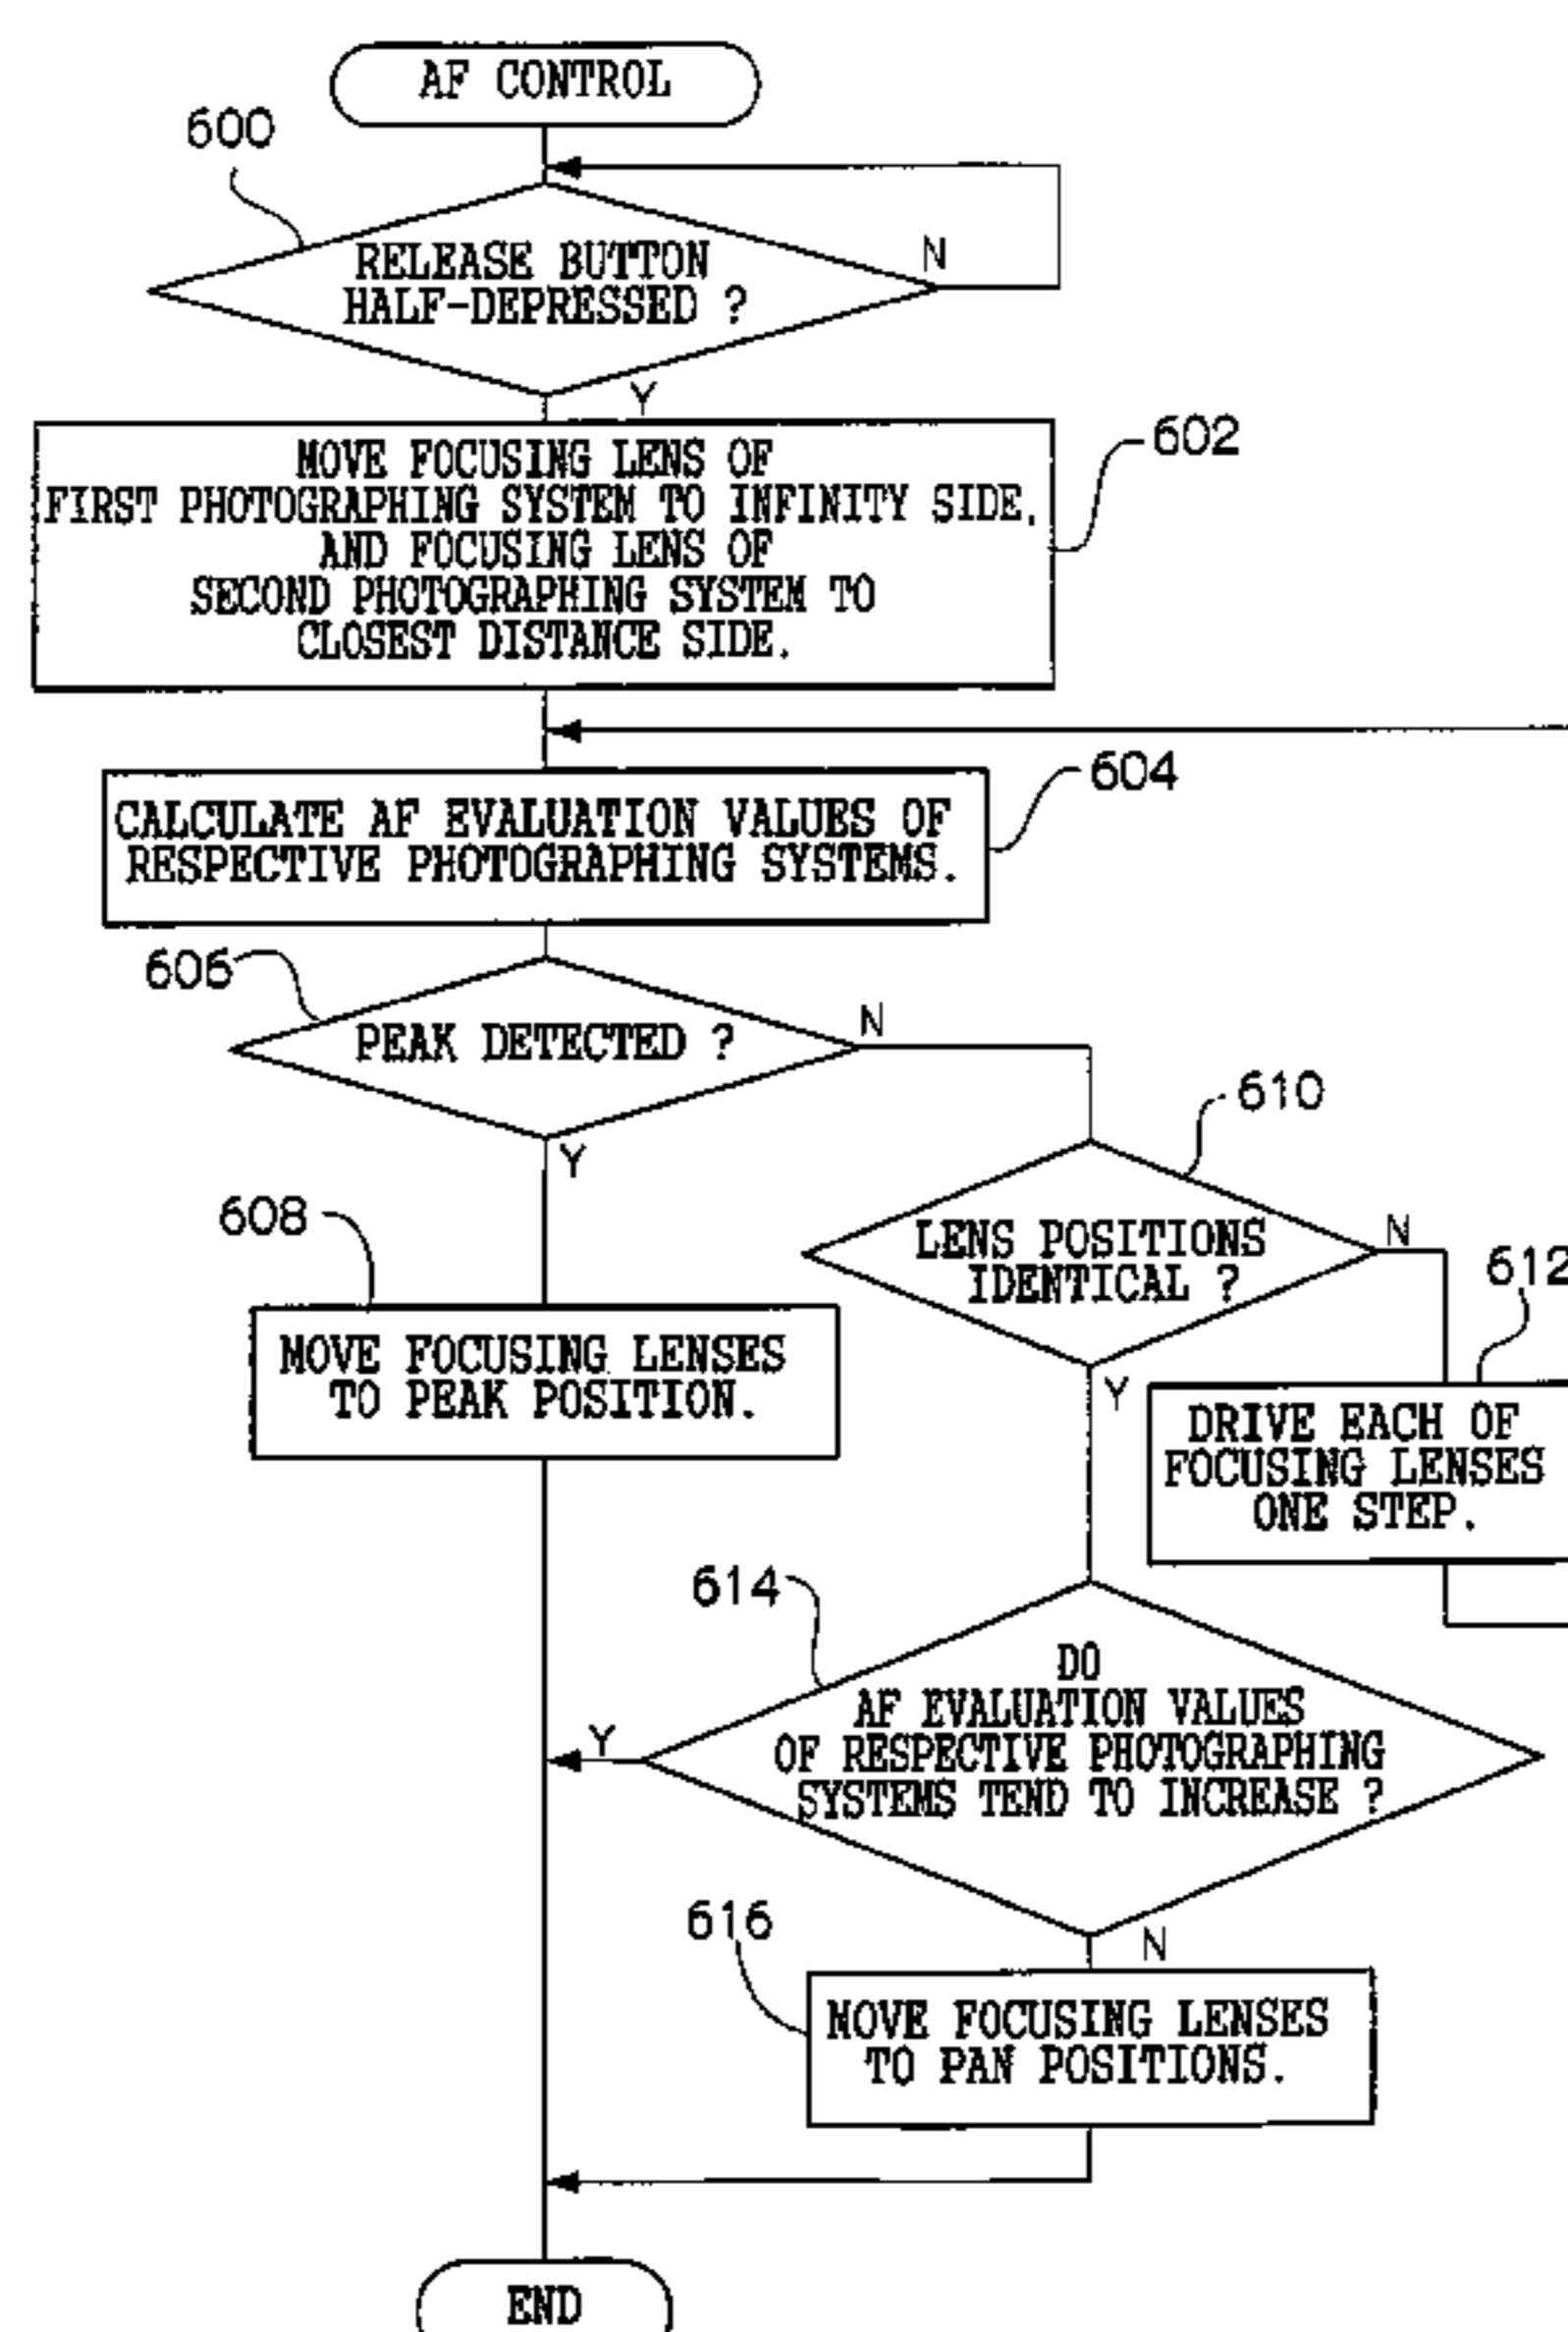 AF CONTROL
600
RELEASE BUTTON
HALF-DEPRESSED ?
N
Y
MOVE FOCUSING LENS OF
FIRST PHOTOGRAPHING SYSTEM TO INFINITY SIDE,
AND FOCUSING LENS OF
SECOND PHOTOGRAPHING SYSTEM TO
CLOSEST DISTANCE SIDE.
602
CALCULATE AF EVALUATION VALUES OF
RESPECTIVE PHOTOGRAPHING SYSTEMS.
604
606
PEAK DETECTED ?
N
Y
610
LENS POSITIONS
IDENTICAL ?
N
Y
608
MOVE FOCUSING LENSES
TO PEAK POSITION.
612
DRIVE EACH OF
FOCUSING LENSES
ONE STEP.
614
DO
AF EVALUATION VALUES
OF RESPECTIVE PHOTOGRAPHING
SYSTEMS TEND TO INCREASE ?
Y
N
616
MOVE FOCUSING LENSES
TO PAN POSITIONS.
END